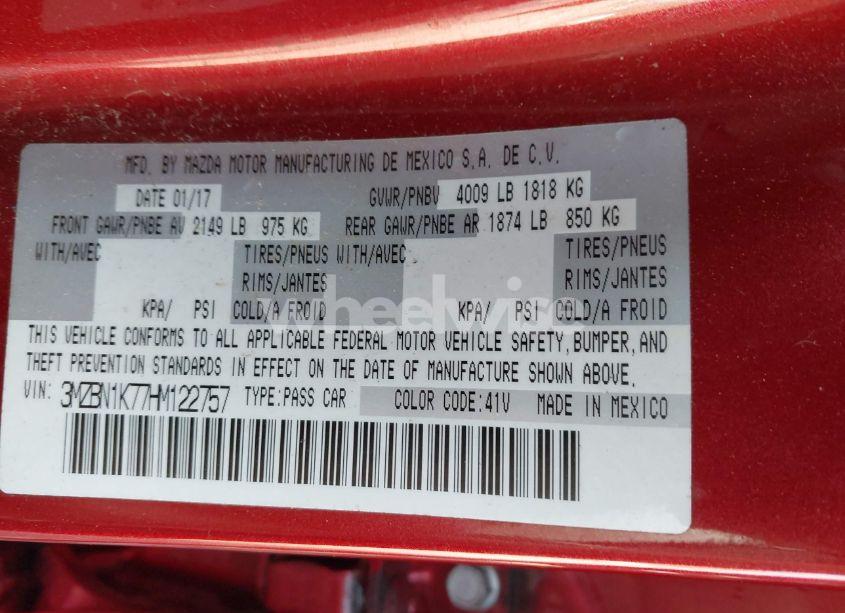 MFD. BY MAZDA MOTOR MANUFACTURING DE MEXICO S.A. DE C.V.
DATE 01/17 GVWR/PNBV 4009 LB 1818 KG
FRONT GAWR/PNBE AV 2149 LB 975 KG REAR GAWR/PNBE AR 1874 LB 850 KG
WITH/AVEC TIRES/PNEUS WITH/AVEC TIRES/PNEUS
RIMS/JANTES RIMS/JANTES
KPA/ PSI COLD/A FROID KPA/ PSI COLD/A FROID
wheelwise
THIS VEHICLE CONFORMS TO ALL APPLICABLE FEDERAL MOTOR VEHICLE SAFETY, BUMPER, AND
THEFT PREVENTION STANDARDS IN EFFECT ON THE DATE OF MANUFACTURE SHOWN ABOVE.
VIN: 3MZBN1K77HM122757 TYPE:PASS CAR COLOR CODE:41V MADE IN MEXICO